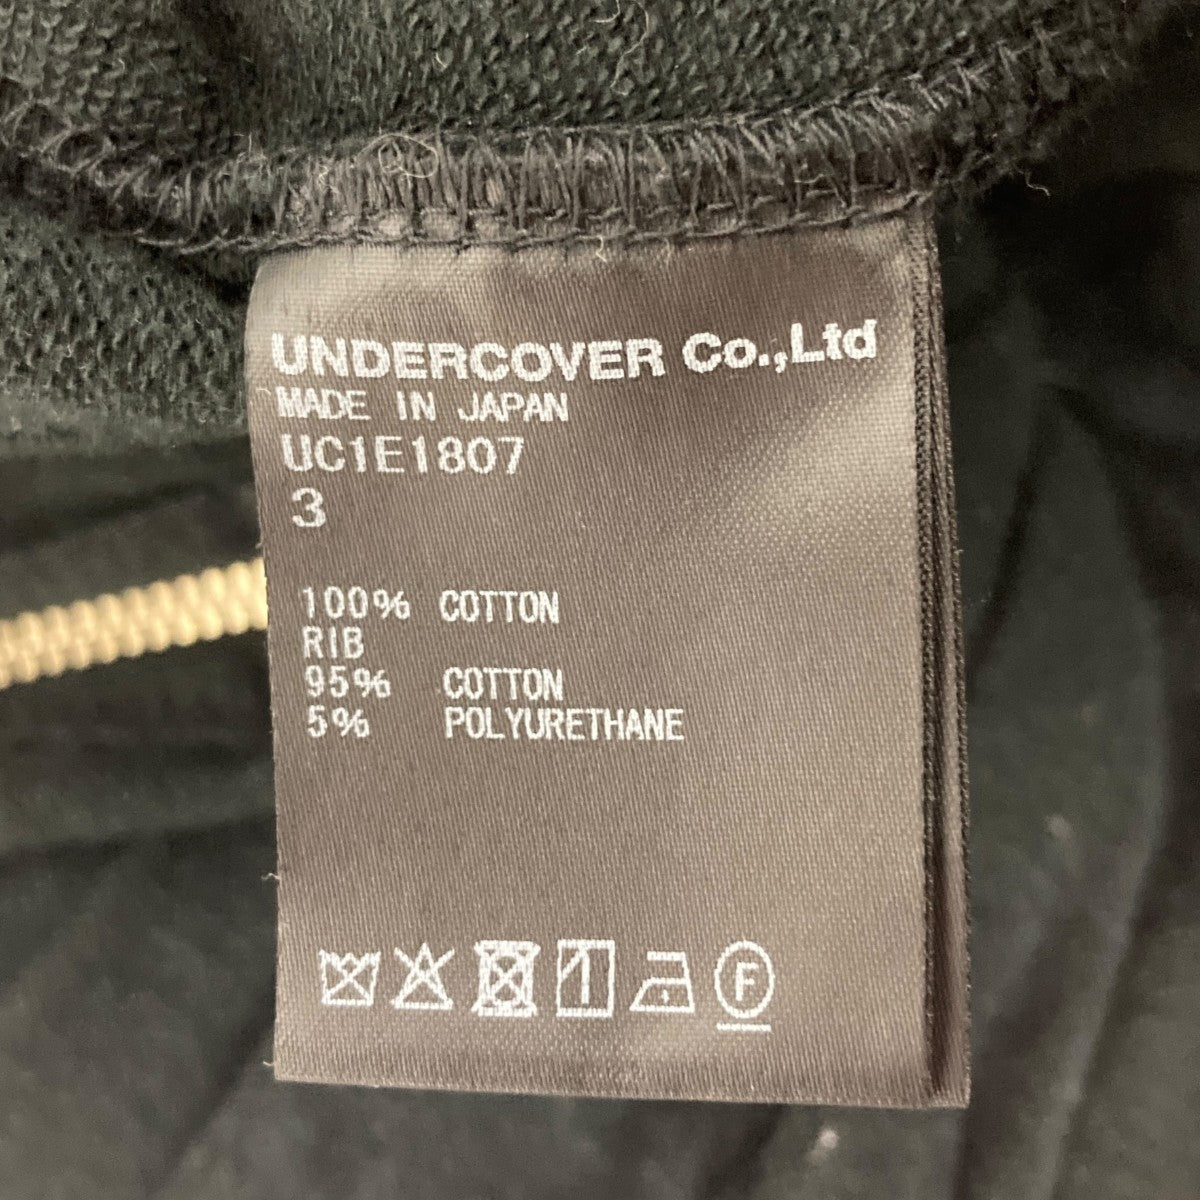 UNDERCOVER Co.,Ltd
MADE IN JAPAN
UC1E1807
3
100% COTTON
RIB
95% COTTON
5% POLYURETHANE
F